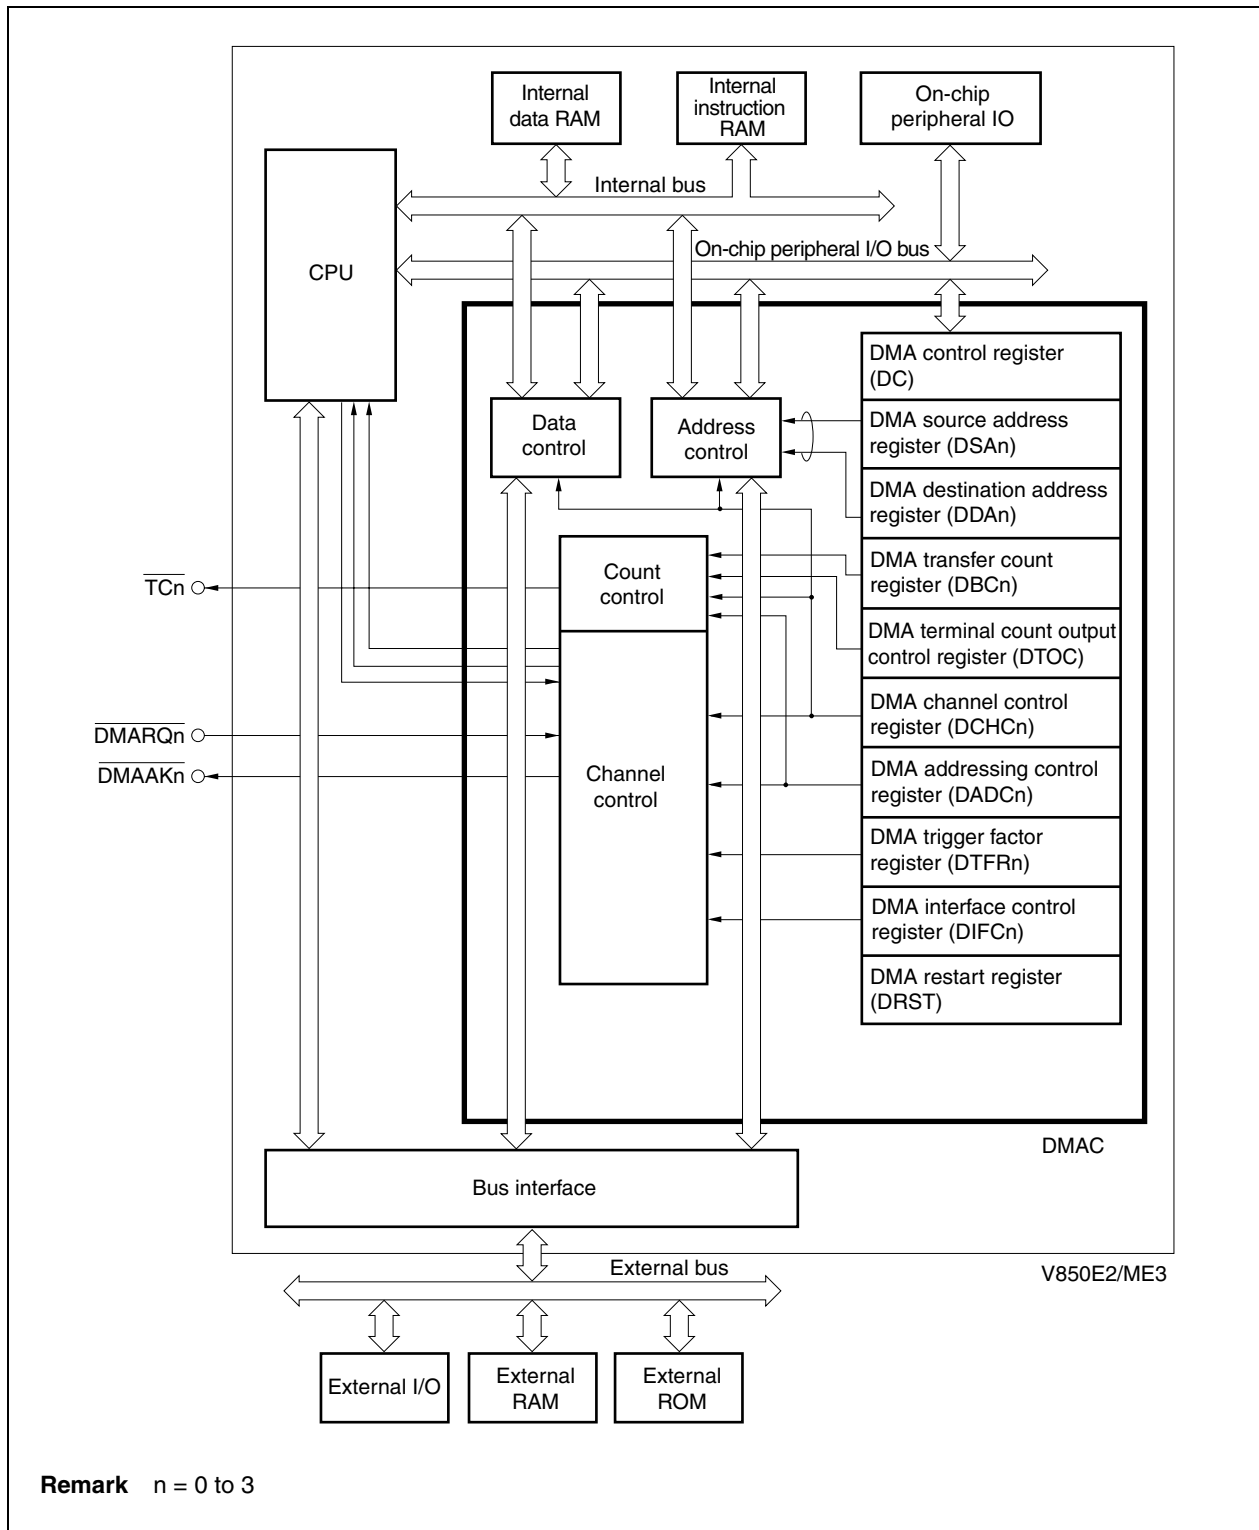 Internal
data RAM
Internal
instruction
RAM
On-chip
peripheral IO
Internal bus
On-chip peripheral I/O bus
CPU
DMA control register
(DC)
Data
control
Address
control
DMA source address
register (DSAn)
DMA destination address
register (DDAn)
TCn
Count
control
DMA transfer count
register (DBCn)
DMA terminal count output
control register (DTOC)
DMARQn
DMA channel control
register (DCHCn)
DMAAKn
Channel
control
DMA addressing control
register (DADCn)
DMA trigger factor
register (DTFRn)
DMA interface control
register (DIFCn)
DMA restart register
(DRST)
DMAC
Bus interface
External bus
V850E2/ME3
External I/O
External
RAM
External
ROM
Remark n = 0 to 3